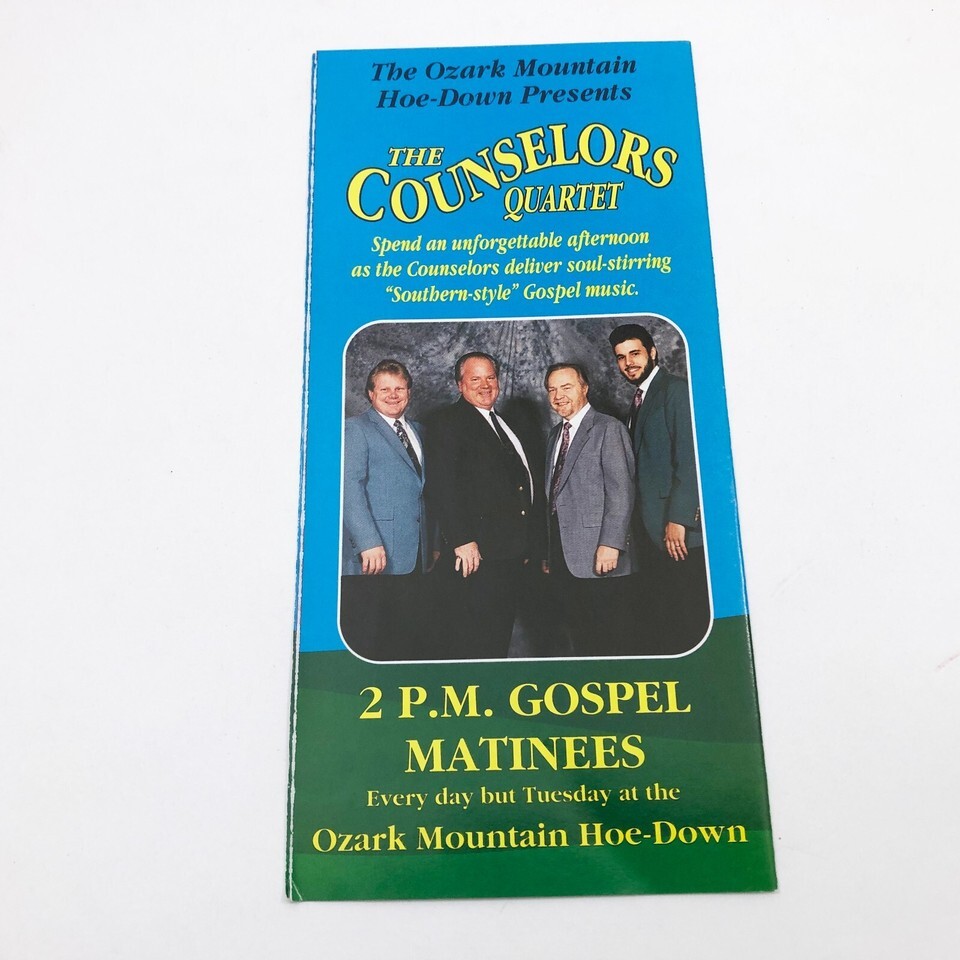 The Ozark Mountain
Hoe-Down Presents
THE
COUNSELORS
QUARTET
Spend an unforgettable afternoon
as the Counselors deliver soul-stirring
"Southern-style" Gospel music.
2 P.M. GOSPEL
MATINEES
Every day but Tuesday at the
Ozark Mountain Hoe-Down